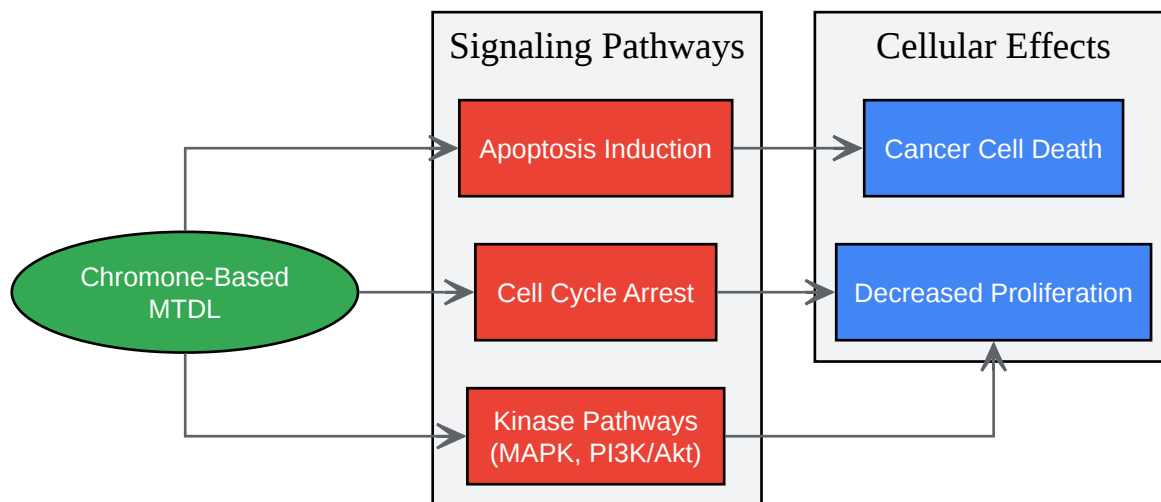 Signaling Pathways
Cellular Effects
Apoptosis Induction
Cancer Cell Death
Chromone-Based
MTDL
Cell Cycle Arrest
Decreased Proliferation
Kinase Pathways
(MAPK, PI3K/Akt)